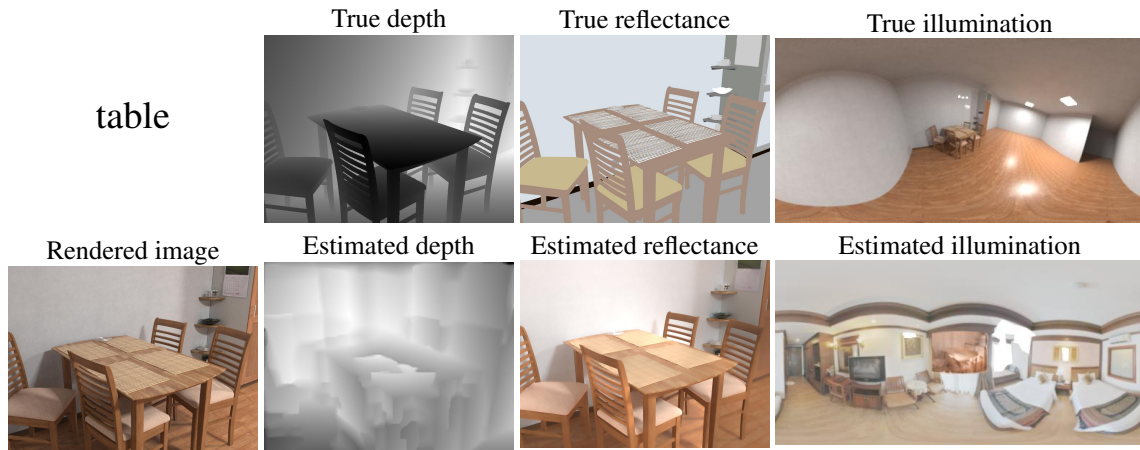 True depth
True reflectance
True illumination
table
Rendered image
Estimated depth
Estimated reflectance
Estimated illumination